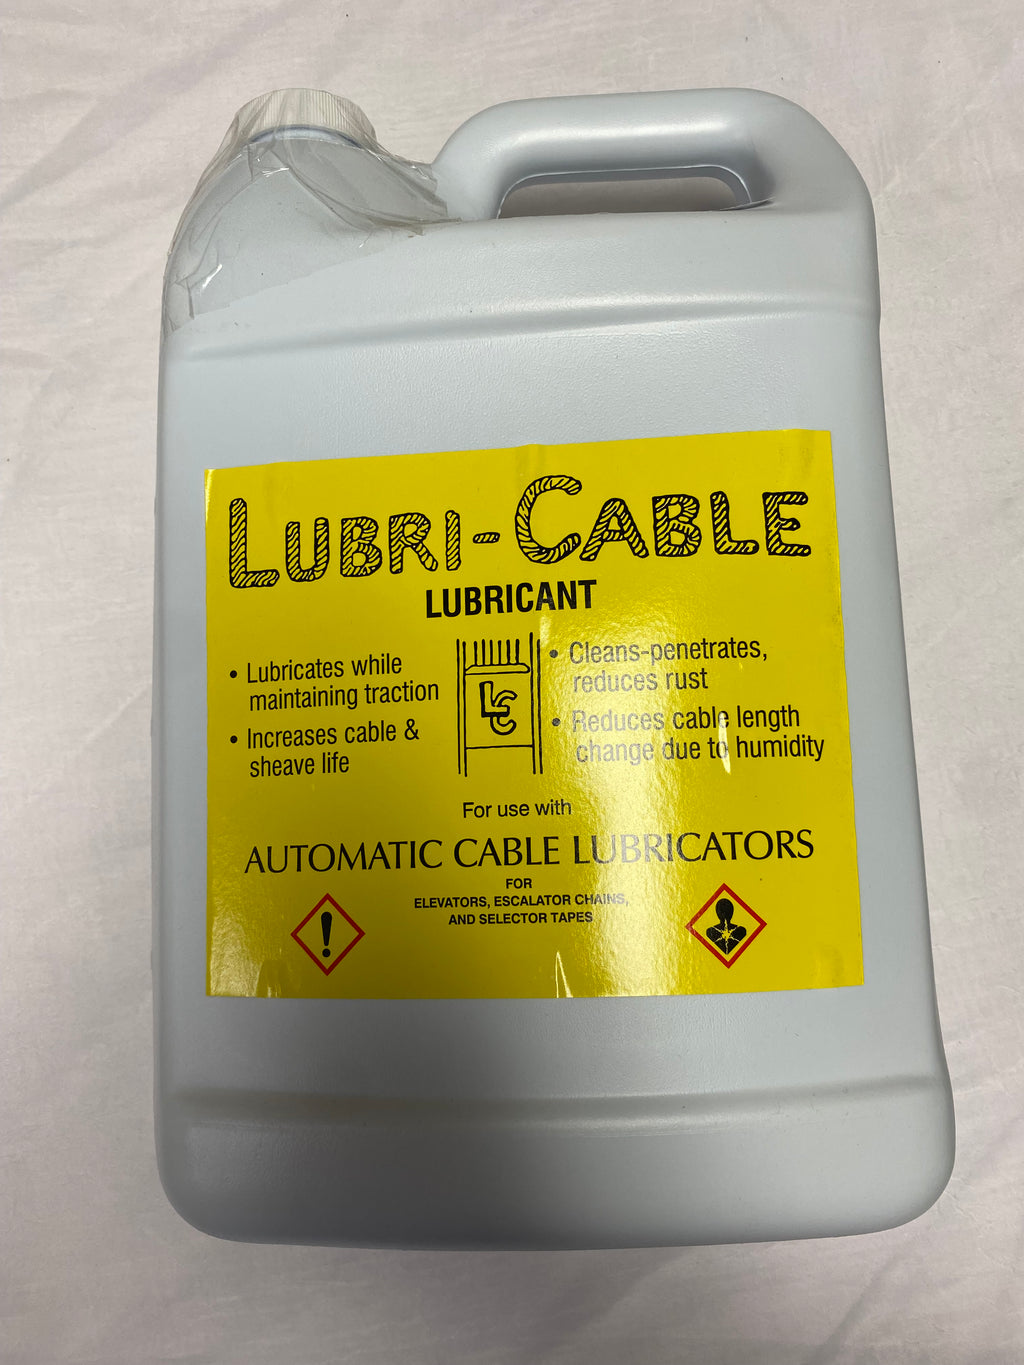 LUBRI-CABLE
LUBRICANT
• Lubricates while
maintaining traction
• Increases cable &
sheave life
LC
• Cleans-penetrates,
reduces rust
• Reduces cable length
change due to humidity
For use with
AUTOMATIC CABLE LUBRICATORS
FOR
ELEVATORS, ESCALATOR CHAINS,
AND SELECTOR TAPES